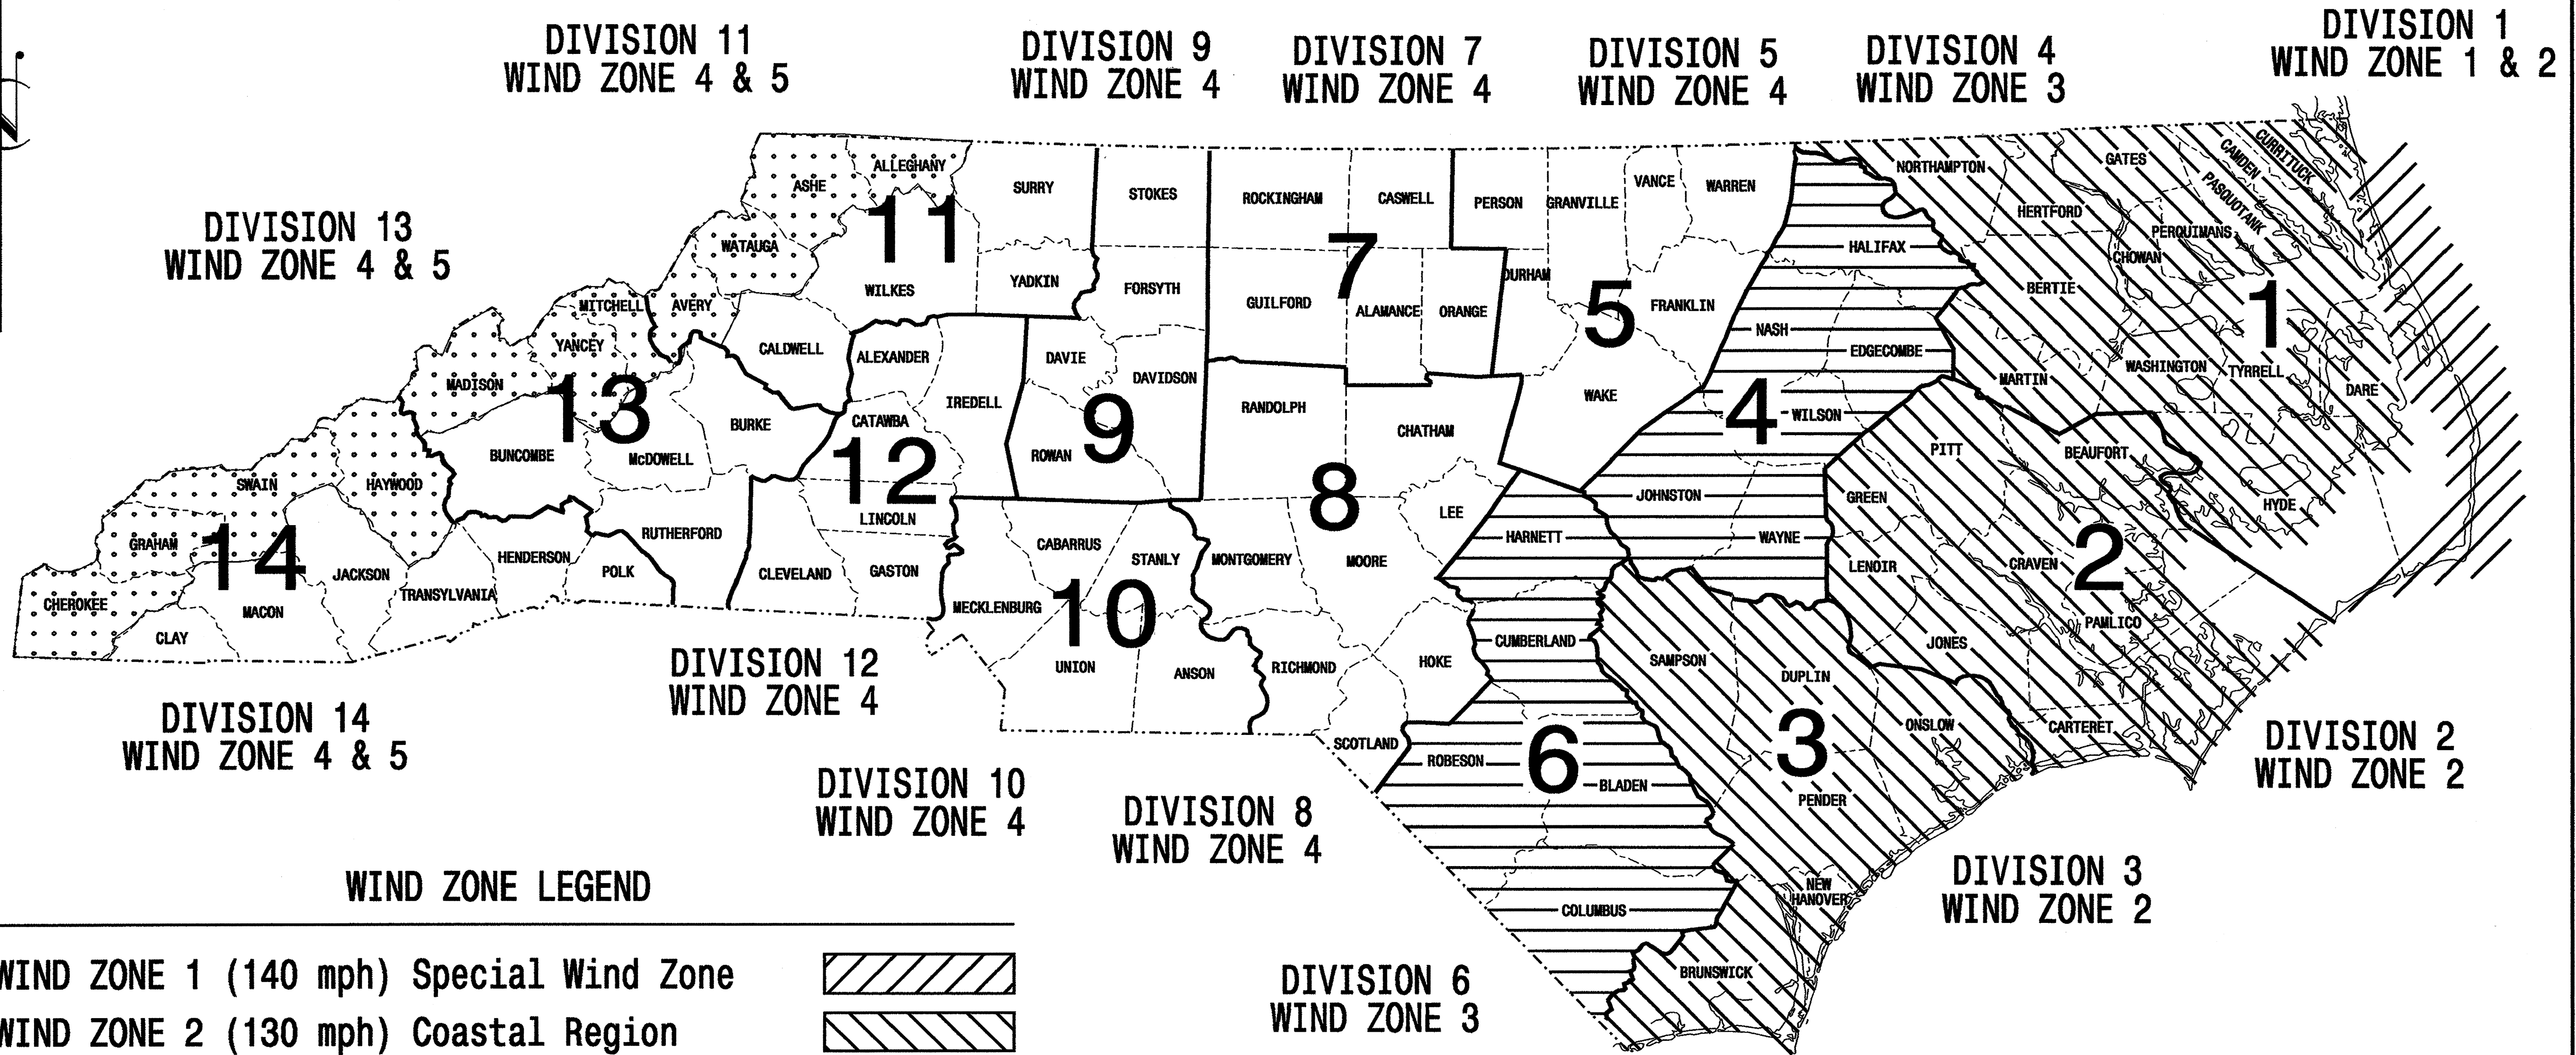 DIVISION 11
WIND ZONE 4 & 5
DIVISION 9
WIND ZONE 4
DIVISION 7
WIND ZONE 4
DIVISION 5
WIND ZONE 4
DIVISION 4
WIND ZONE 3
DIVISION 1
WIND ZONE 1 & 2
DIVISION 13
WIND ZONE 4 & 5
N
ASHE
ALLEGHANY
SURRY
STOKES
ROCKINGHAM
CASWELL
PERSON
GRANVILLE
VANCE
WARREN
NORTHAMPTON
GATES
CAMDEN
CURRITUCK
PASQUOTANK
HERTFORD
PERQUIMANS
CHOWAN
HALIFAX
WATAUGA
11
WILKES
YADKIN
FORSYTH
GUILFORD
7
ALAMANCE
ORANGE
DURHAM
5
FRANKLIN
NASH
EDGECOMBE
BERTIE
1
MITCHELL
AVERY
YANCEY
CALDWELL
ALEXANDER
DAVIE
DAVIDSON
MADISON
13
IREDELL
RANDOLPH
CHATHAM
WAKE
4
WILSON
MARTIN
WASHINGTON
TYRRELL
DARE
BUNCOMBE
McDOWELL
BURKE
CATAWBA
12
LINCOLN
ROWAN
9
PITT
BEAUFORT
HYDE
SWAIN
HAYWOOD
8
LEE
JOHNSTON
GREEN
GRAHAM
14
JACKSON
TRANSYLVANIA
HENDERSON
POLK
RUTHERFORD
CLEVELAND
GASTON
CABARRUS
STANLY
MONTGOMERY
MOORE
HARNETT
WAYNE
LENOIR
CRAVEN
2
CHEROKEE
CLAY
MACON
MECKLENBURG
10
UNION
ANSON
RICHMOND
HOKE
CUMBERLAND
SAMPSON
DUPLIN
JONES
PAMLICO
SCOTLAND
ROBESON
6
BLADEN
3
PENDER
ONSLOW
CARTERET
NEW
HANOVER
COLUMBUS
BRUNSWICK
DIVISION 12
WIND ZONE 4
DIVISION 14
WIND ZONE 4 & 5
DIVISION 10
WIND ZONE 4
DIVISION 8
WIND ZONE 4
DIVISION 2
WIND ZONE 2
DIVISION 3
WIND ZONE 2
DIVISION 6
WIND ZONE 3
WIND ZONE LEGEND
WIND ZONE 1 (140 mph) Special Wind Zone
WIND ZONE 2 (130 mph) Coastal Region